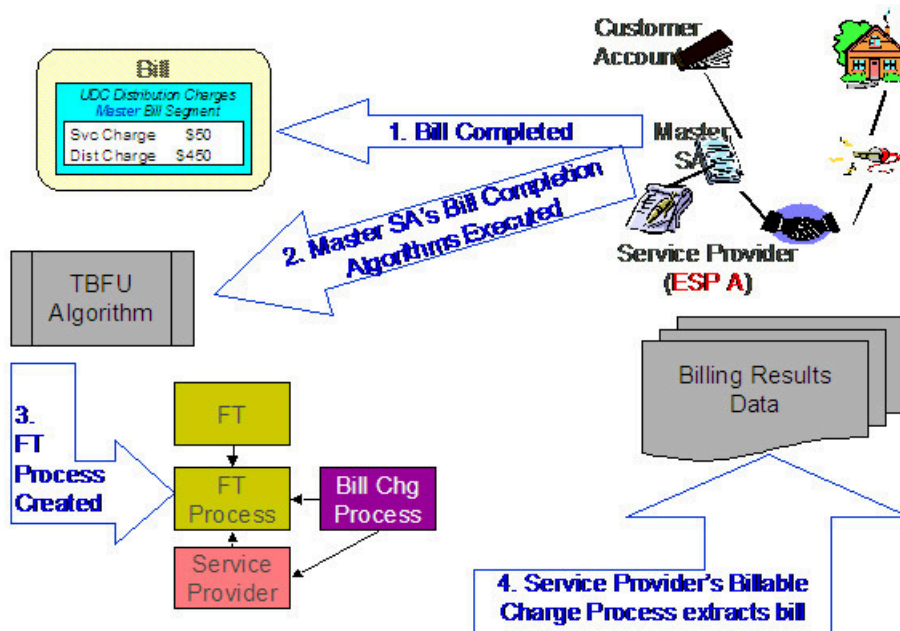 Customer
Account
Bill
UDC Distribution Charges
Master Bill Segment
Svc Charge $50
Dist Charge $450
1. Bill Completed
Master
SA
2. Master SA's Bill Completion
Algorithms Executed
Service Provider
(ESP A)
TBFU
Algorithm
Billing Results
Data
3.
FT
Process
Created
FT
FT
Process
Bill Chg
Process
Service
Provider
4. Service Provider's Billable
Charge Process extracts bill